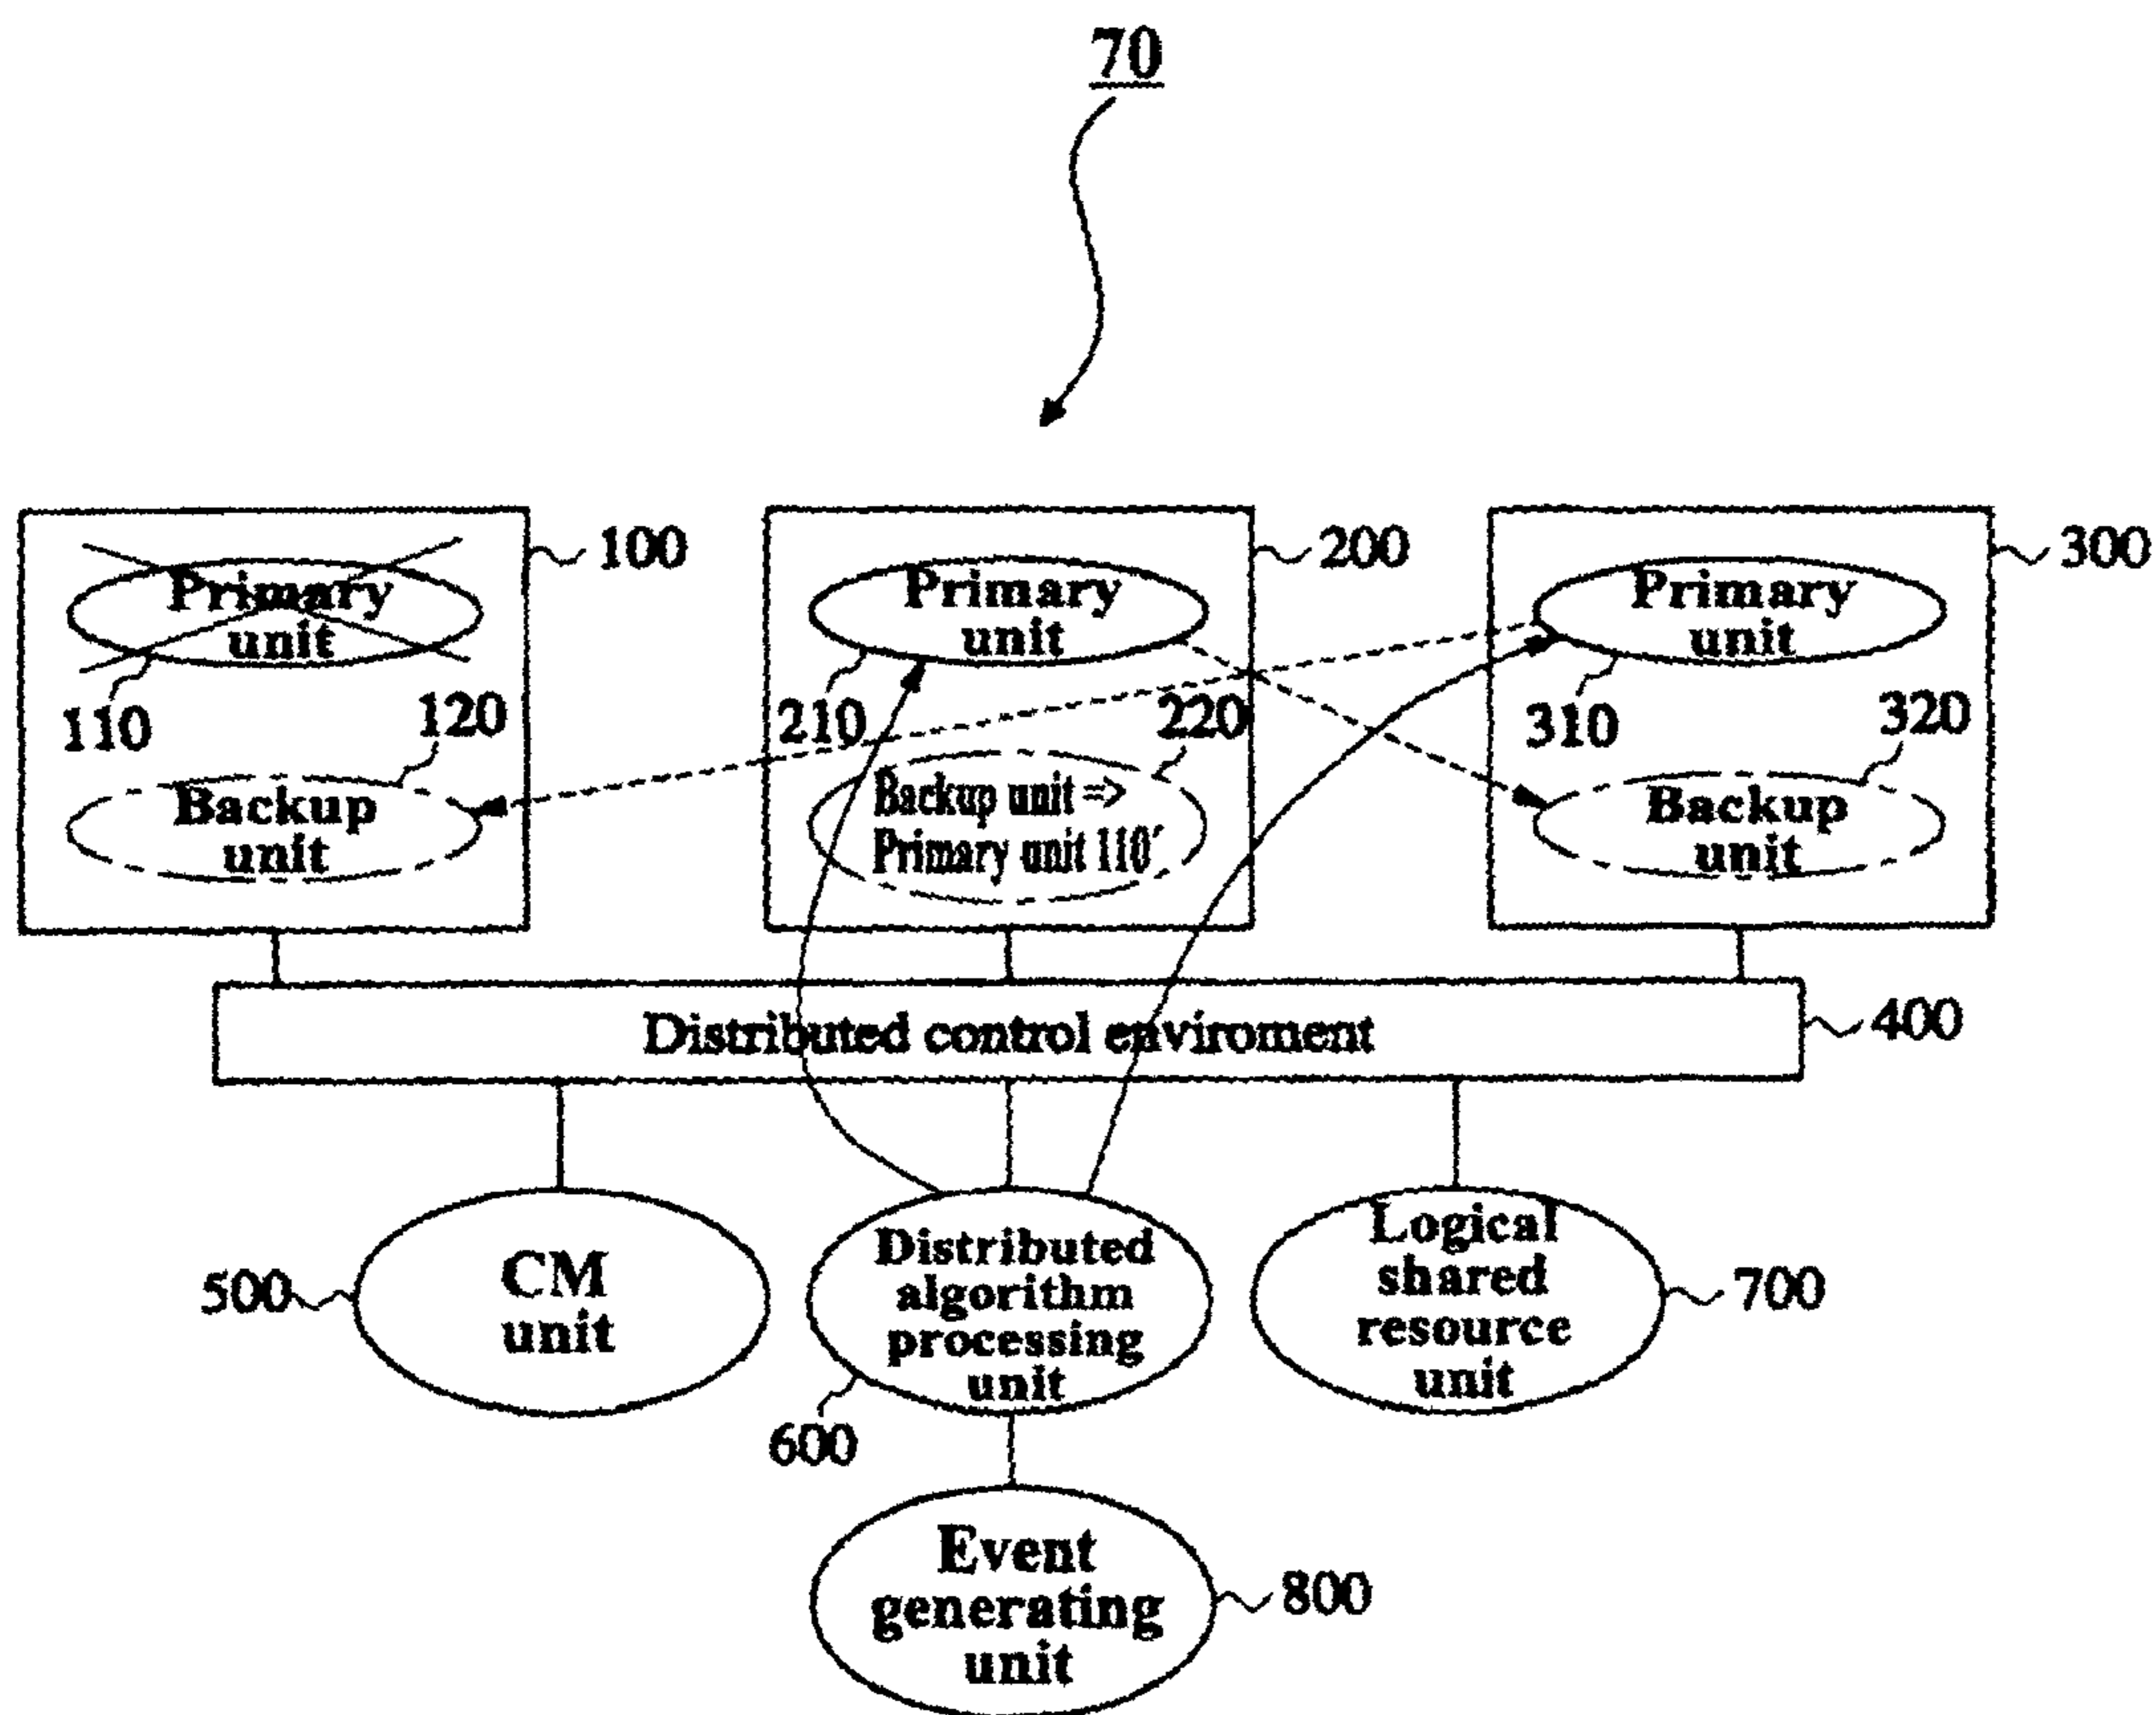 70
100
200
300
Primary
unit
Primary
unit
Primary
unit
110
120
210
220
310
320
Backup
unit
Backup unit =>
Primary unit 110′
Backup
unit
Distributed control enviroment
400
CM
unit
500
Distributed
algorithm
processing
unit
600
Logical
shared
resource
unit
700
Event
generating
unit
800